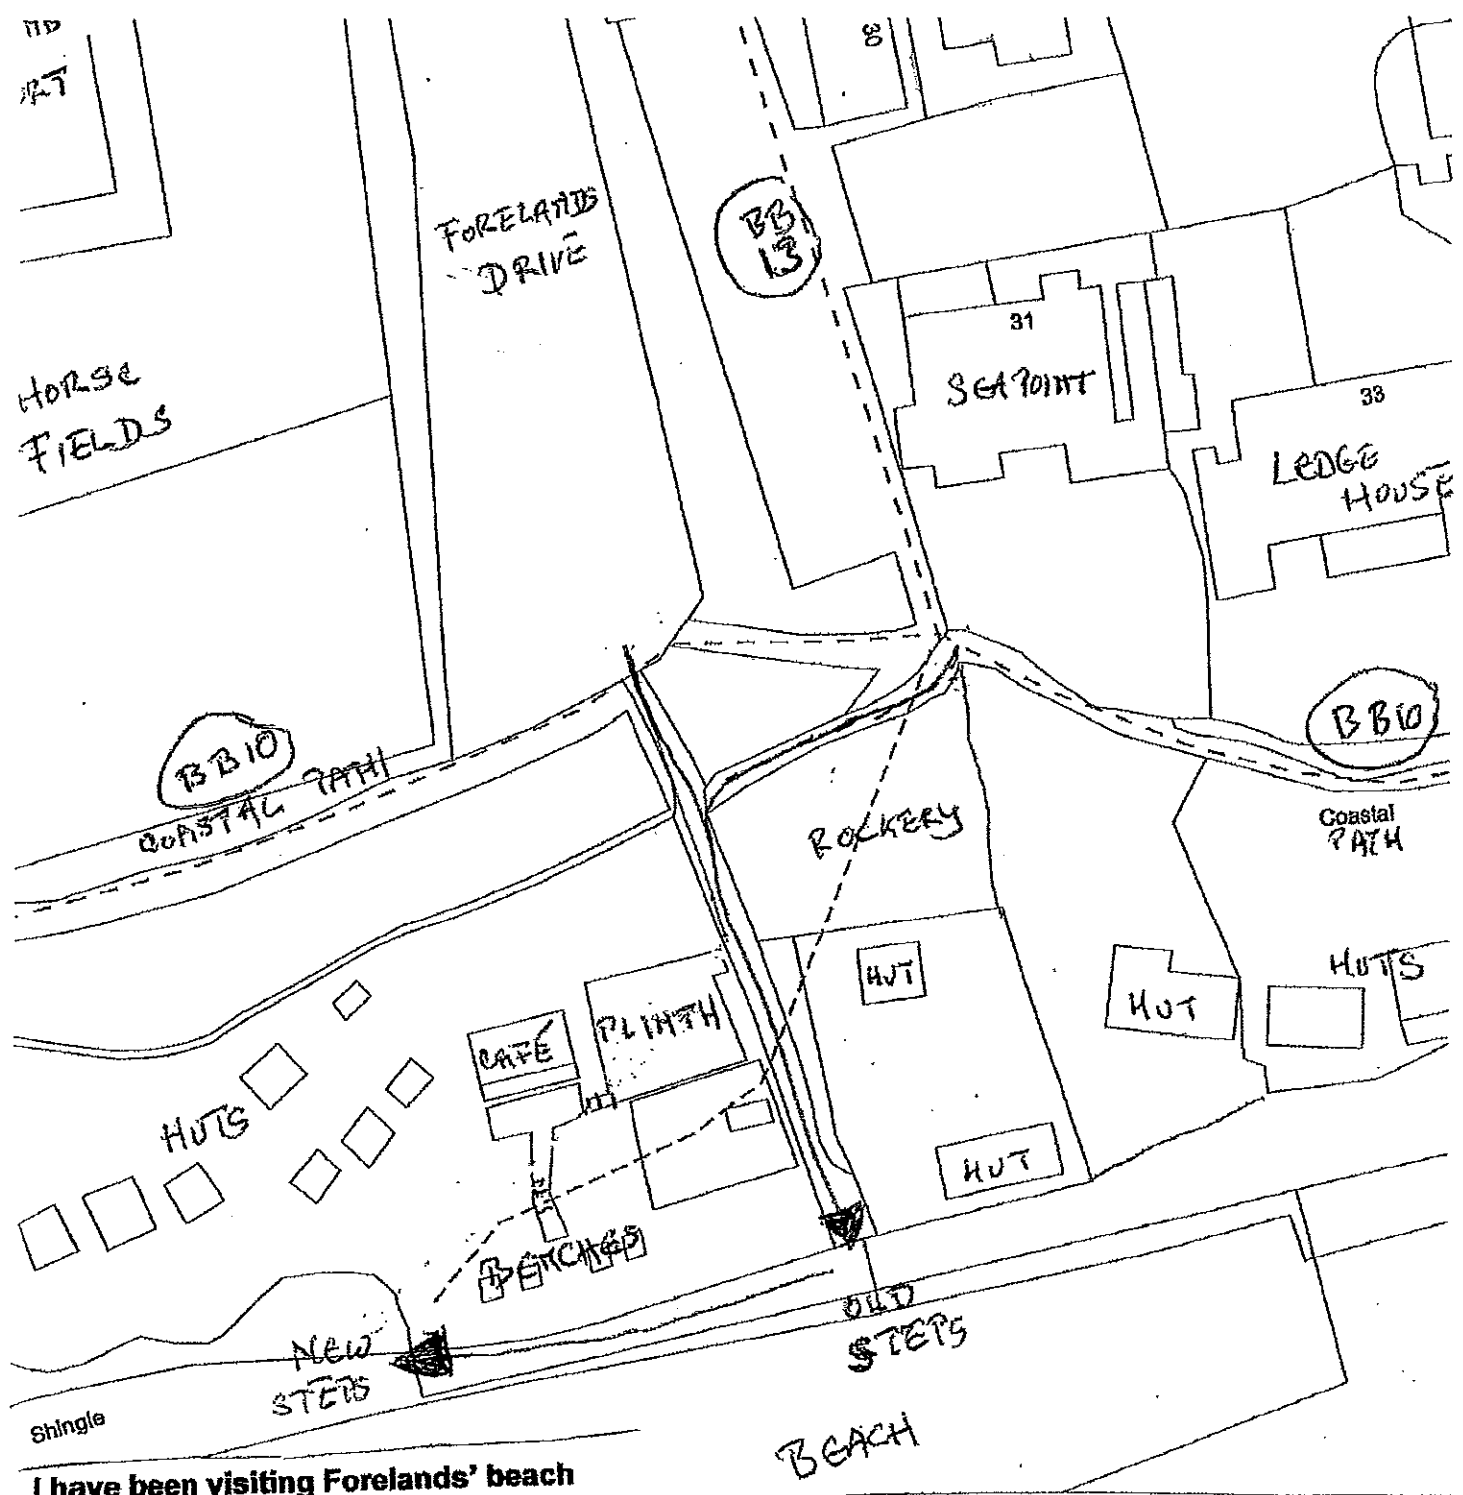 30
FORELANDS
DRIVE
BB
13
31
SEAPOINT
33
HORSE
FIELDS
LEDGE
HOUSE
BB10
COASTAL PATH
BB10
Coastal
PATH
ROCKERY
HUT
HUT
HUTS
CAFÉ
PLINTH
HUTS
HUT
BENCHES
OLD
STEPS
NEW
STEPS
Shingle
BEACH
I have been visiting Forelands' beach